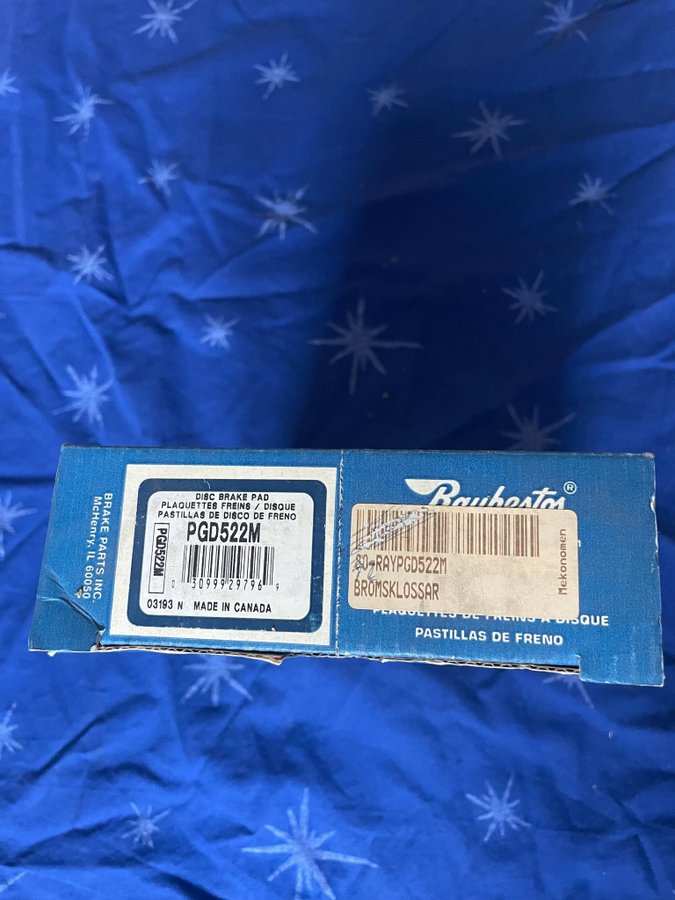 BRAKE PARTS INC.
McHenry, IL 60050
DISC BRAKE PAD
PLAQUETTES FREINS / DISQUE
PASTILLAS DE DISCO DE FRENO
PGD522M
PGD522M
0 30999 29796 9
03193 N MADE IN CANADA
Raybestos®
Mekonomen
80-RAYPGD522M
BROMSKLOSSAR
PLAQUETTES DE FREINS A DISQUE
PASTILLAS DE FRENO